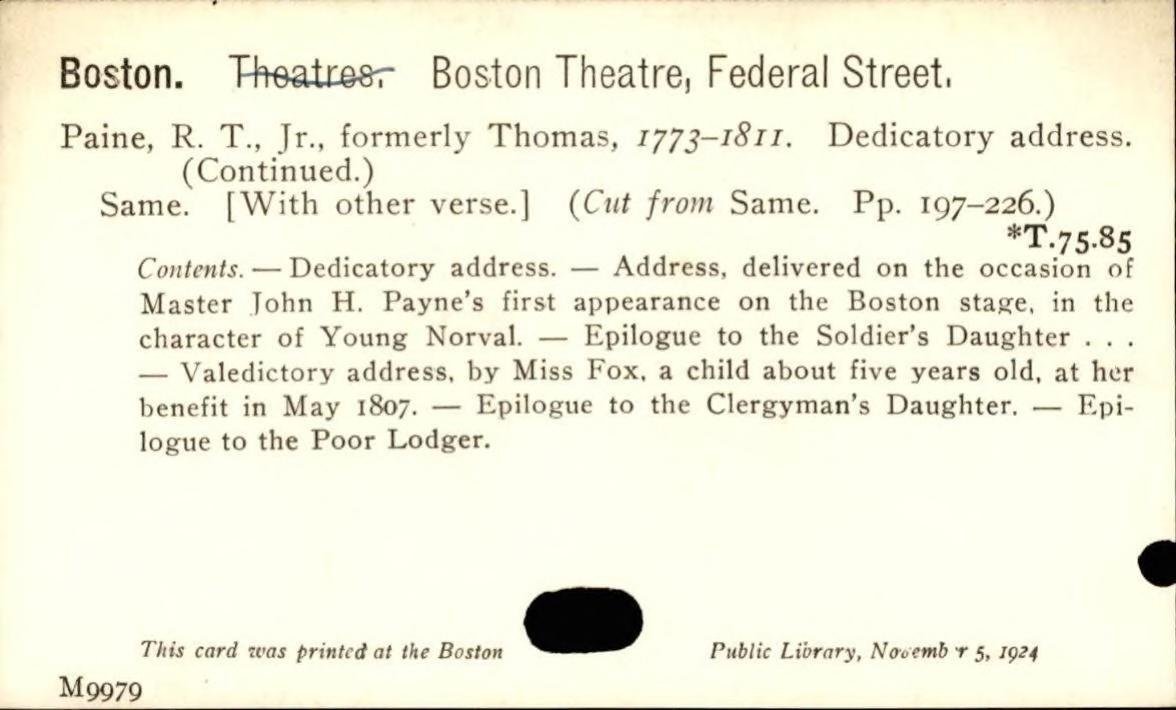 Boston. Theatres. Boston Theatre, Federal Street.
Paine, R. T., Jr., formerly Thomas, 1773–1811. Dedicatory address.
(Continued.)
Same. [With other verse.] (Cut from Same. Pp. 197–226.)
*T.75.85
Contents. — Dedicatory address. — Address, delivered on the occasion of
Master John H. Payne's first appearance on the Boston stage, in the
character of Young Norval. — Epilogue to the Soldier's Daughter . . .
— Valedictory address, by Miss Fox, a child about five years old, at her
benefit in May 1807. — Epilogue to the Clergyman's Daughter. — Epi-
logue to the Poor Lodger.
This card was printed at the Boston Public Library, November 5, 1924
M9979